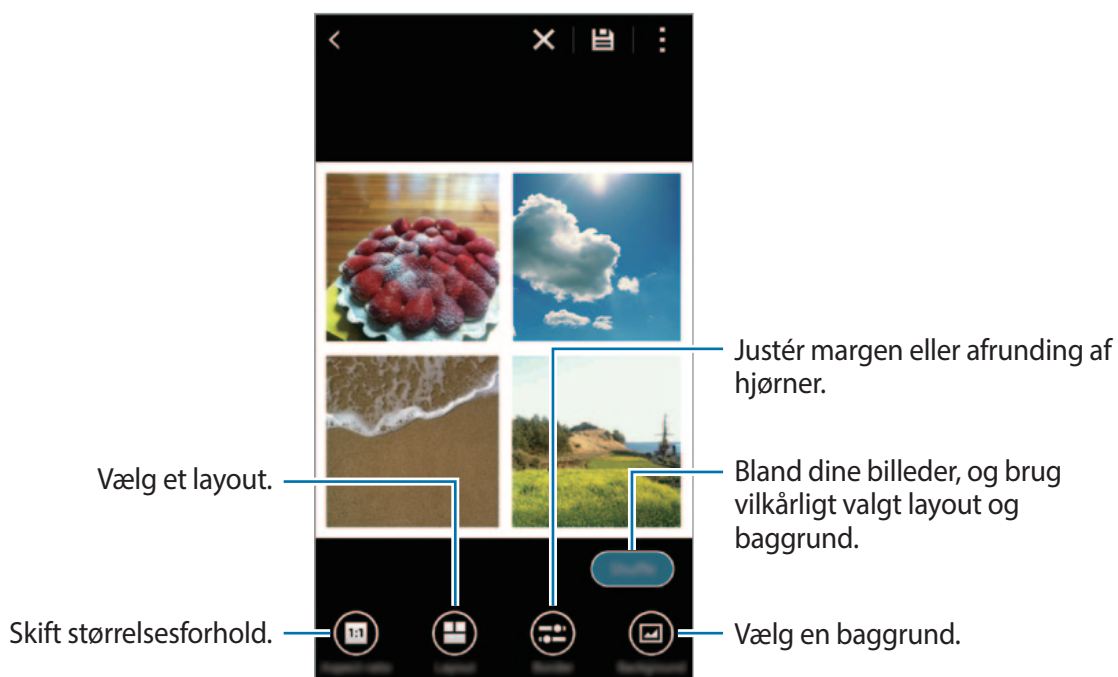 Justér margen eller afrunding af
hjørner.
Vælg et layout.
Bland dine billeder, og brug
vilkårligt valgt layout og
baggrund.
Skift størrelsesforhold.
1:1
Vælg en baggrund.